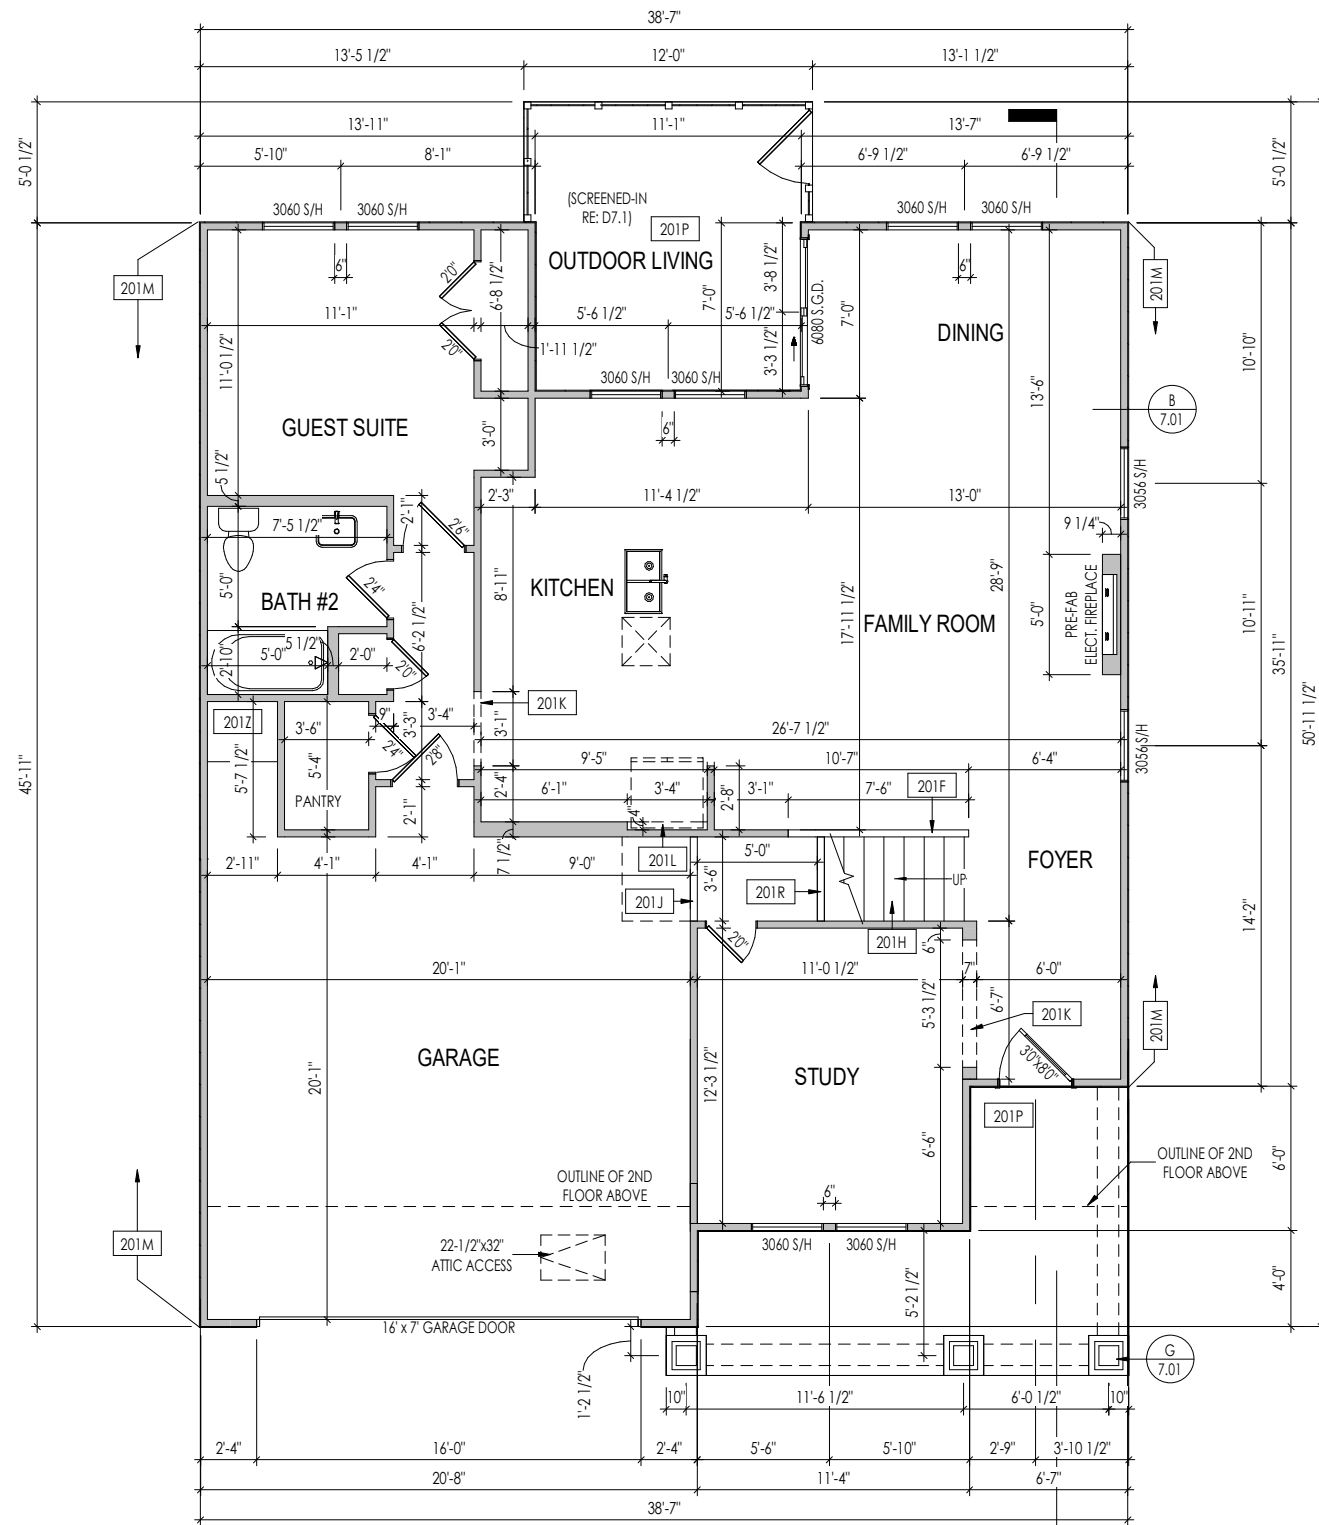 38'-7"
13'-5 1/2"
12'-0"
13'-1 1/2"
13'-11"
11'-1"
13'-7"
5'-10"
8'-1"
6'-9 1/2"
6'-9 1/2"
5'-0 1/2"
5'-0 1/2"
(SCREENED-IN
RE: D7.1)
3060 S/H
3060 S/H
201P
3060 S/H
3060 S/H
OUTDOOR LIVING
201M
6"
2'0"
6'-8 1/2"
7'-0"
3'-8 1/2"
6080 S.G.D.
7'-0"
6"
201M
11'-1"
5'-6 1/2"
5'-6 1/2"
DINING
2'0"
1'-11 1/2"
3'-3 1/2"
11'-0 1/2"
10'-10"
3060 S/H
3060 S/H
13'-6"
B
7.01
GUEST SUITE
3'-0"
6"
5 1/2"
2'-3"
11'-4 1/2"
13'-0"
3056 S/H
7'-5 1/2"
2'-1"
2'6"
9 1/4"
5'-0"
2'4"
8'-11"
KITCHEN
28'-9"
BATH #2
6'-2 1/2"
17'-11 1/2"
FAMILY ROOM
5'-0"
PRE-FAB
ELECT. FIREPLACE
10'-11"
35'-11"
5 1/2"
5'-0"
2'-0"
2'0"
2'-10"
201Z
9"
3'-4"
201K
3'-6"
3'-3"
3'-1"
26'-7 1/2"
50'-11 1/2"
45'-11"
3056 S/H
2'4"
2'8"
9'-5"
10'-7"
6'-4"
5'-7 1/2"
5'-4"
PANTRY
2'-1"
2'-4"
6'-1"
3'-4"
2'-8"
3'-1"
7'-6"
201F
4"
2'-11"
4'-1"
4'-1"
7 1/2"
9'-0"
201L
5'-0"
FOYER
201J
3'-6"
201R
UP
2'0"
201H
6"
14'-2"
20'-1"
11'-0 1/2"
7"
6'-0"
5'-3 1/2"
6'-7"
201K
201M
GARAGE
20'-1"
12'-3 1/2"
STUDY
3'0"x8'0"
201P
6'-6"
OUTLINE OF 2ND
FLOOR ABOVE
6'-0"
OUTLINE OF 2ND
FLOOR ABOVE
6"
201M
22-1/2"x32"
ATTIC ACCESS
3060 S/H
3060 S/H
5'-2 1/2"
4'-0"
16' x 7' GARAGE DOOR
G
7.01
1'-2 1/2"
10"
11'-6 1/2"
6'-0 1/2"
10"
2'-4"
16'-0"
2'-4"
5'-6"
5'-10"
2'-9"
3'-10 1/2"
20'-8"
11'-4"
6'-7"
38'-7"